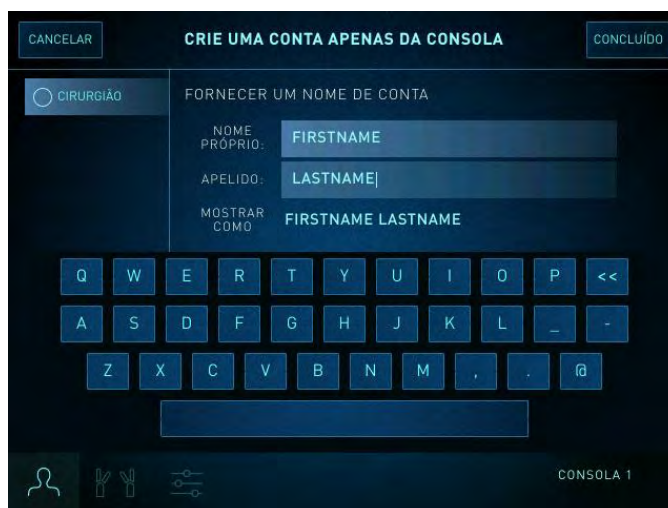 CANCELAR
CRIE UMA CONTA APENAS DA CONSOLA
CONCLUÍDO
CIRURGIÃO
FORNECER UM NOME DE CONTA
NOME
PRÓPRIO:
FIRSTNAME
APELIDO:
LASTNAME
MOSTRAR
COMO
FIRSTNAME LASTNAME
Q W E R T Y U I O P <<
A S D F G H J K L _ -
Z X C V B N M , . @
CONSOLA 1